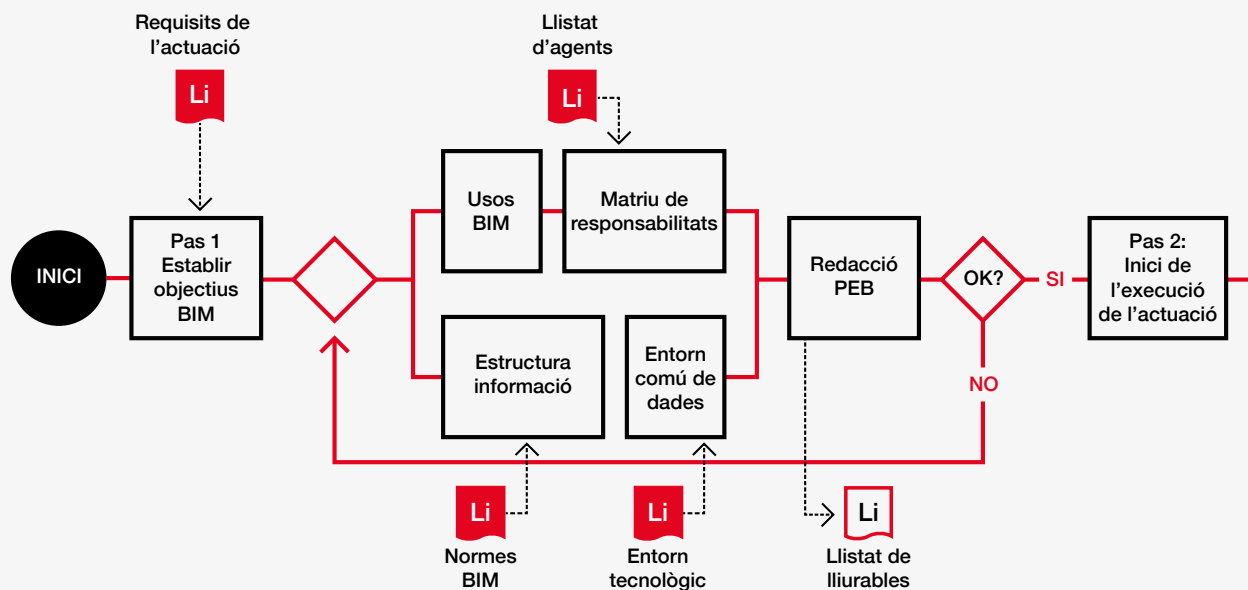 Requisits de
l’actuació
Li
Llistat
d’agents
Li
INICI
Pas 1
Establir
objectius
BIM
Usos
BIM
Matriu de
responsabilitats
Estructura
informació
Entorn
comú de
dades
Redacció
PEB
OK?
SI
NO
Pas 2:
Inici de
l’execució
de l’actuació
Li
Normes
BIM
Li
Entorn
tecnològic
Li
Llistat de
lliurables